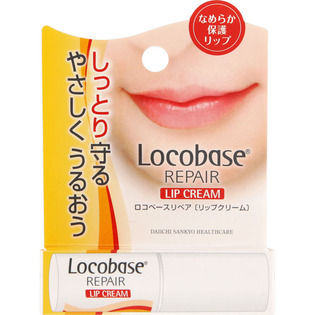 なめらか
保護
リップ
しっとり守る
やさしくうるおう
Locobase®
REPAIR
LIP CREAM
ロコベースリペア〔リップクリーム〕
DAIICHI SANKYO HEALTHCARE
Locobase®
REPAIR
LIP CREAM